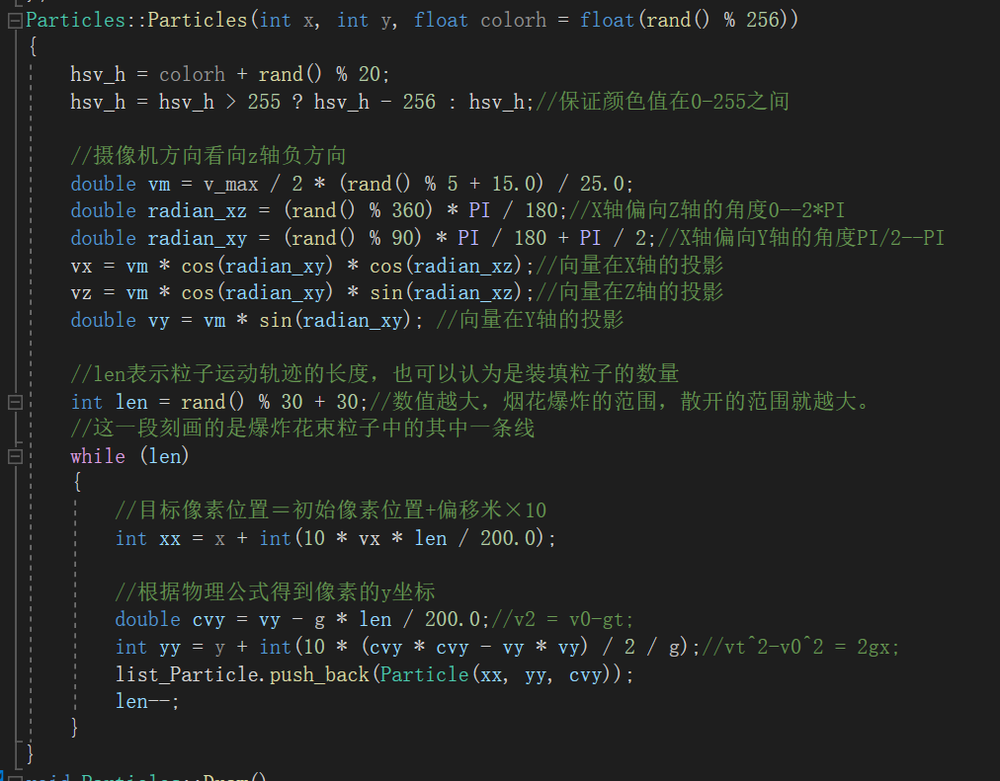 Particles::Particles(int x, int y, float colorh = float(rand() % 256))
{
hsv_h = colorh + rand() % 20;
hsv_h = hsv_h > 255 ? hsv_h - 256 : hsv_h;//保证颜色值在0-255之间
//摄像机方向看向z轴负方向
double vm = v_max / 2 * (rand() % 5 + 15.0) / 25.0;
double radian_xz = (rand() % 360) * PI / 180;//X轴偏向Z轴的角度0--2*PI
double radian_xy = (rand() % 90) * PI / 180 + PI / 2;//X轴偏向Y轴的角度PI/2--PI
vx = vm * cos(radian_xy) * cos(radian_xz);//向量在X轴的投影
vz = vm * cos(radian_xy) * sin(radian_xz);//向量在Z轴的投影
double vy = vm * sin(radian_xy); //向量在Y轴的投影
//len表示粒子运动轨迹的长度，也可以认为是装填粒子的数量
int len = rand() % 30 + 30;//数值越大，烟花爆炸的范围，散开的范围就越大。
//这一段刻画的是爆炸花束粒子中的其中一条线
while (len)
{
//目标像素位置＝初始像素位置+偏移米×10
int xx = x + int(10 * vx * len / 200.0);
//根据物理公式得到像素的y坐标
double cvy = vy - g * len / 200.0;//v2 = v0-gt;
int yy = y + int(10 * (cvy * cvy - vy * vy) / 2 / g);//vt^2-v0^2 = 2gx;
list_Particle.push_back(Particle(xx, yy, cvy));
len--;
}
}
void Particles::Draw()